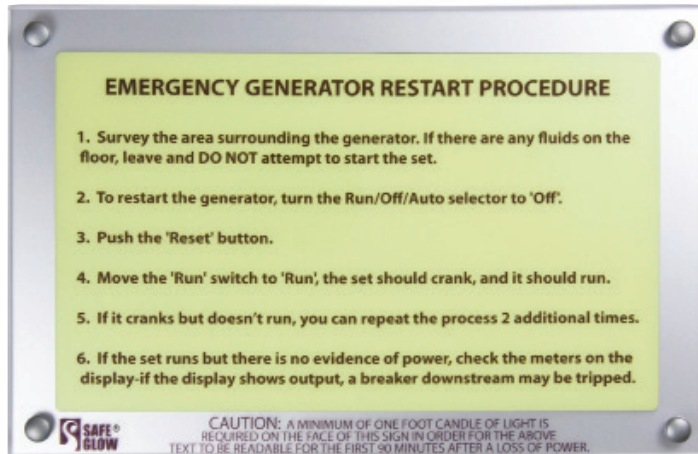 EMERGENCY GENERATOR RESTART PROCEDURE
1. Survey the area surrounding the generator. If there are any fluids on the
floor, leave and DO NOT attempt to start the set.
2. To restart the generator, turn the Run/Off/Auto selector to 'Off'.
3. Push the 'Reset' button.
4. Move the 'Run' switch to 'Run', the set should crank, and it should run.
5. If it cranks but doesn't run, you can repeat the process 2 additional times.
6. If the set runs but there is no evidence of power, check the meters on the
display-if the display shows output, a breaker downstream may be tripped.
SAFE®
GLOW
CAUTION: A MINIMUM OF ONE FOOT CANDLE OF LIGHT IS
REQUIRED ON THE FACE OF THIS SIGN IN ORDER FOR THE ABOVE
TEXT TO BE READABLE FOR THE FIRST 90 MINUTES AFTER A LOSS OF POWER.